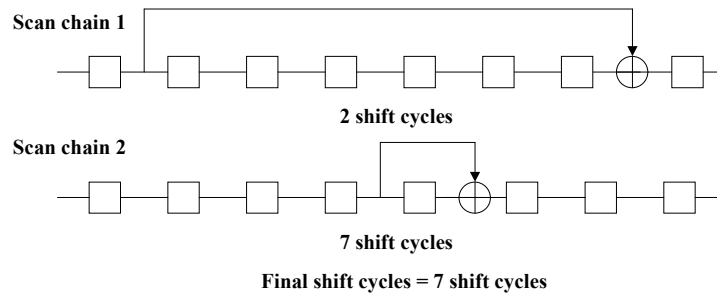 Scan chain 1
2 shift cycles
Scan chain 2
7 shift cycles
Final shift cycles = 7 shift cycles